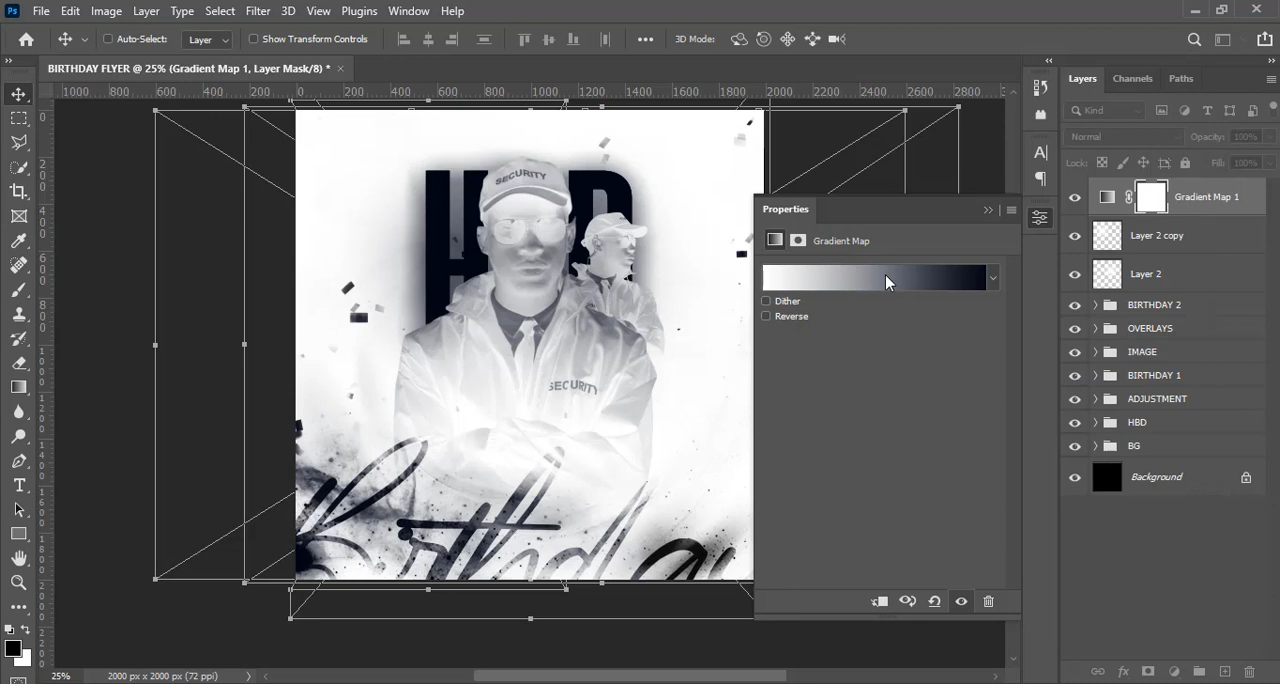 Ps File Edit Image Layer Type Select Filter 3D View Plugins Window Help
Auto-Select: Layer Show Transform Controls 3D Mode:
BIRTHDAY FLYER @ 25% (Gradient Map 1, Layer Mask/8) * ×
1000 800 600 400 200 0 200 400 600 800 1000 1200 1400 1600 1800 2000 2200 2400 2600 2800
SECURITY
HBD
SECURITY
Birthday
Properties
Gradient Map
Dither
Reverse
Layers Channels Paths
Kind
Normal Opacity: 100%
Lock: Fill: 100%
Gradient Map 1
Layer 2 copy
Layer 2
BIRTHDAY 2
OVERLAYS
IMAGE
BIRTHDAY 1
ADJUSTMENT
HBD
BG
Background
25% 2000 px x 2000 px (72 ppi)